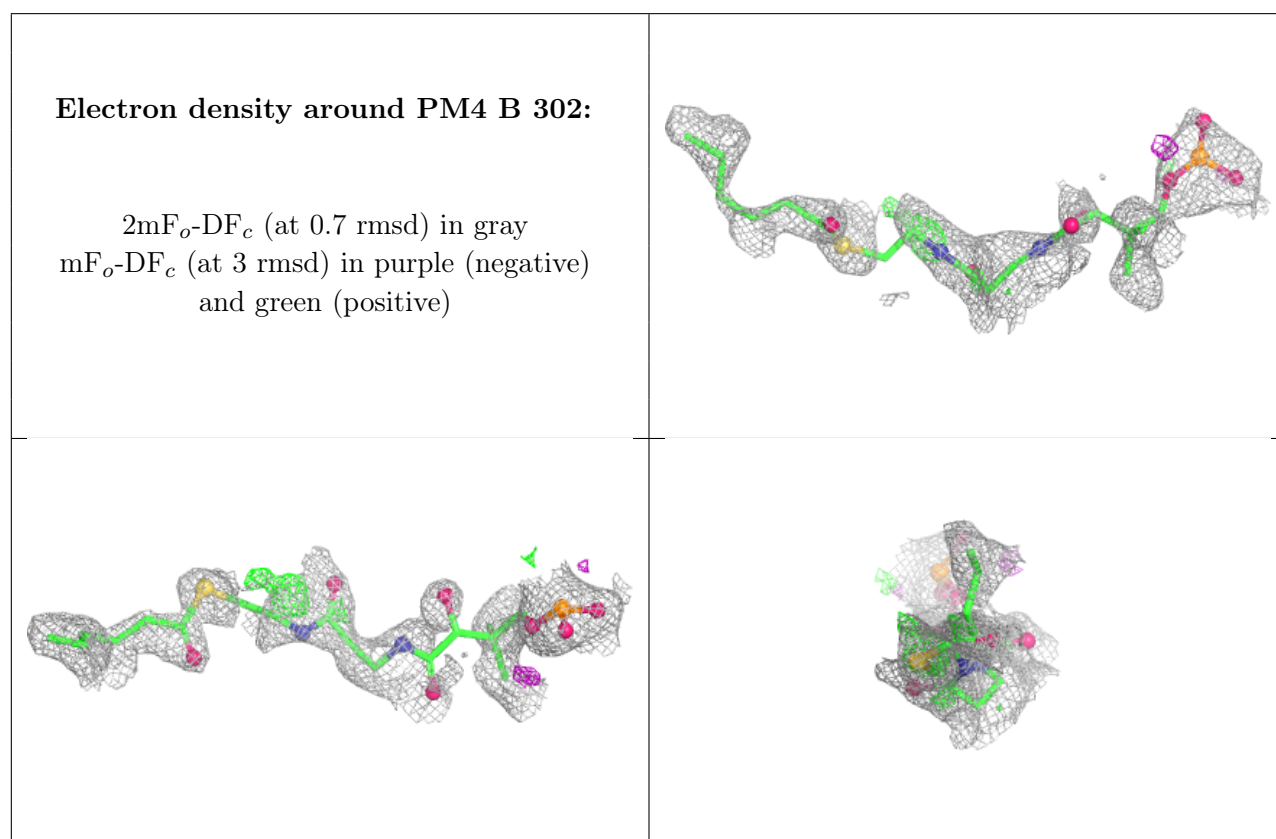 Electron density around PM4 B 302:
2mFo-DFc (at 0.7 rmsd) in gray
mFo-DFc (at 3 rmsd) in purple (negative)
and green (positive)